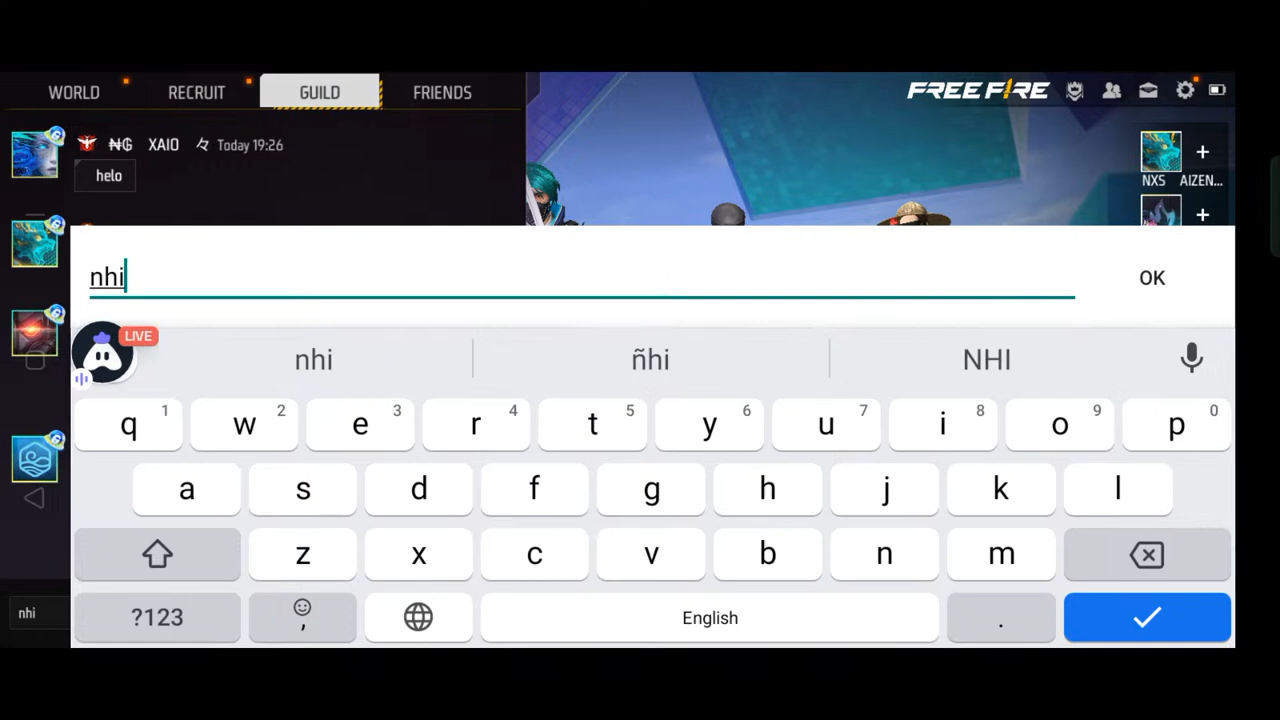 WORLD RECRUIT GUILD FRIENDS
FREE FIRE
₦₲ XAIO 々 Today 19:26
helo
NXS AIZEN...
nhi
OK
LIVE
nhi ñhi NHI
q 1 w 2 e 3 r 4 t 5 y 6 u 7 i 8 o 9 p 0
a s d f g h j k l
z x c v b n m
nhi
?123 , English .